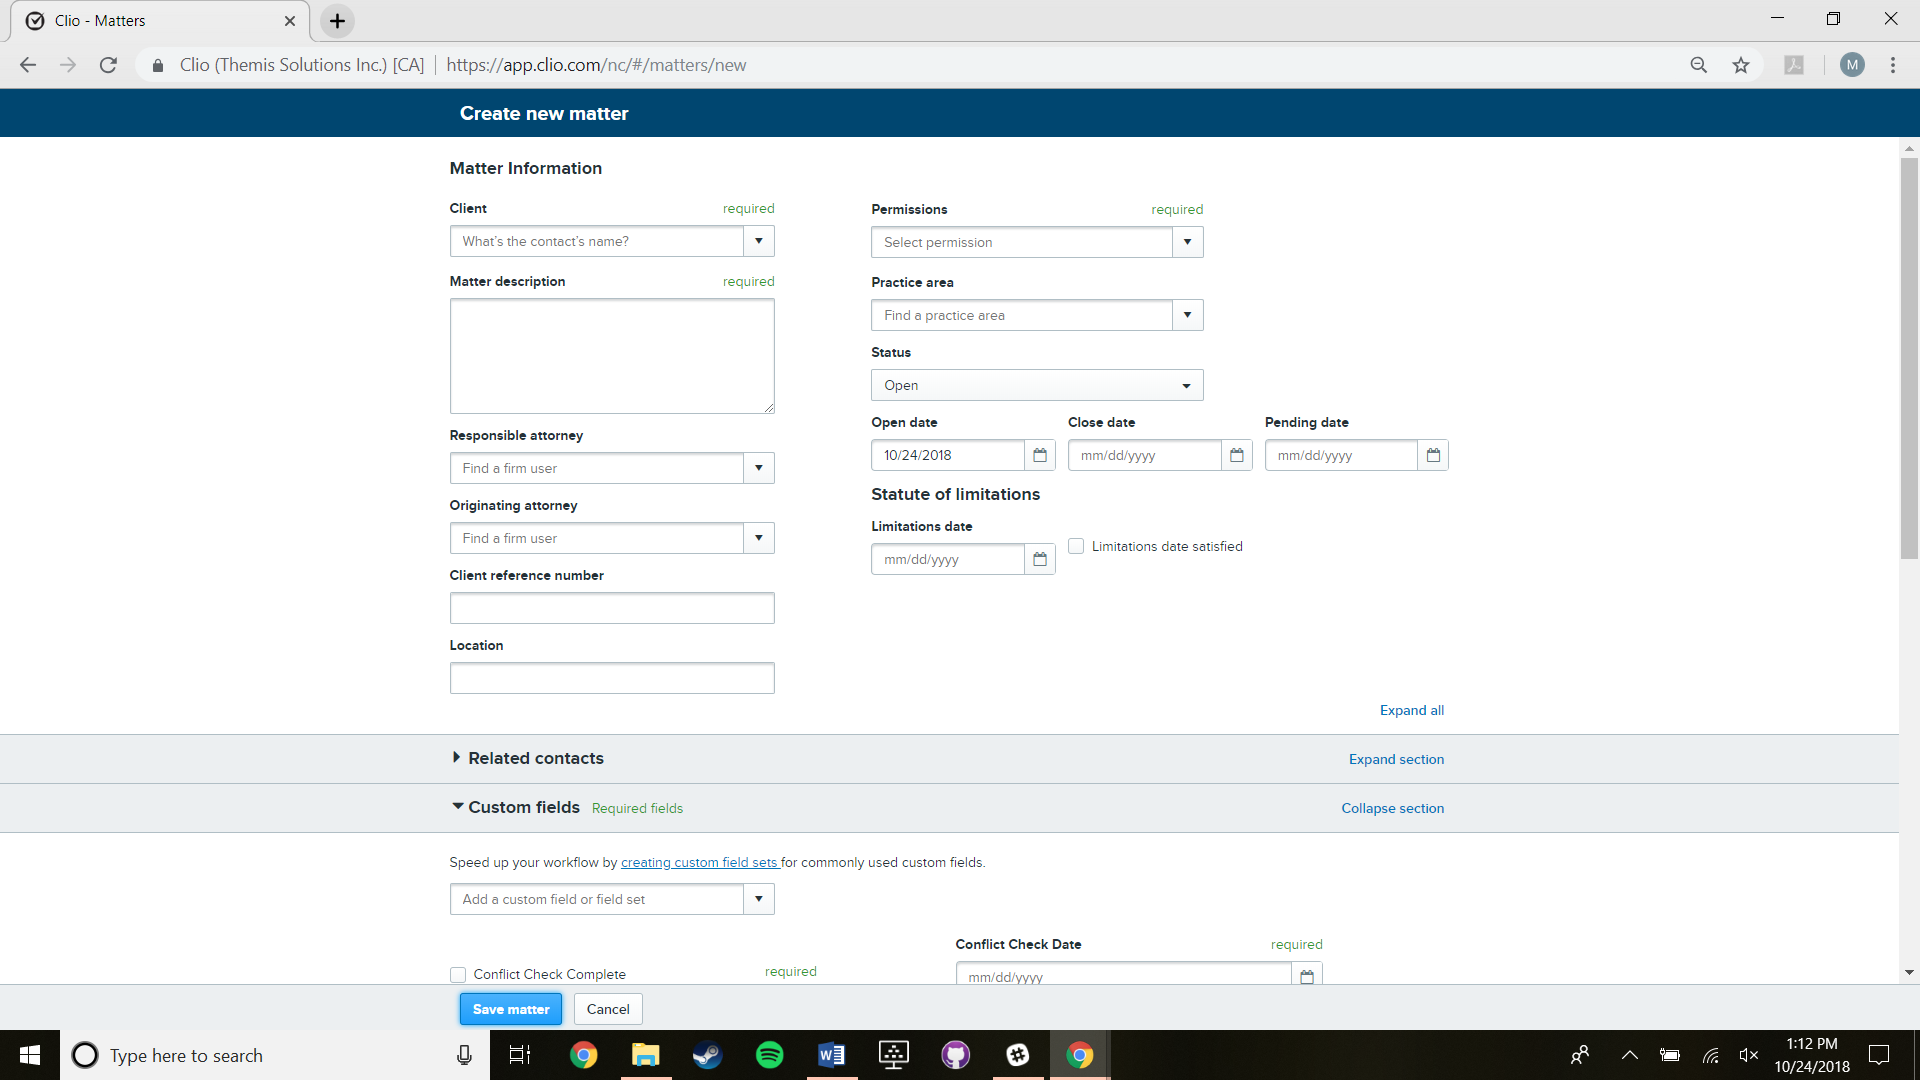 Clio - Matters
Clio (Themis Solutions Inc.) [CA] | https://app.clio.com/nc/#/matters/new
M
Create new matter
Matter Information
Client required
What's the contact's name?
Matter description required
Responsible attorney
Find a firm user
Originating attorney
Find a firm user
Client reference number
Location
Permissions required
Select permission
Practice area
Find a practice area
Status
Open
Open date Close date Pending date
10/24/2018 mm/dd/yyyy mm/dd/yyyy
Statute of limitations
Limitations date
mm/dd/yyyy Limitations date satisfied
Expand all
Related contacts Expand section
Custom fields Required fields Collapse section
Speed up your workflow by creating custom field sets for commonly used custom fields.
Add a custom field or field set
Conflict Check Complete required
Conflict Check Date required
mm/dd/yyyy
Save matter Cancel
Type here to search
1:12 PM
10/24/2018